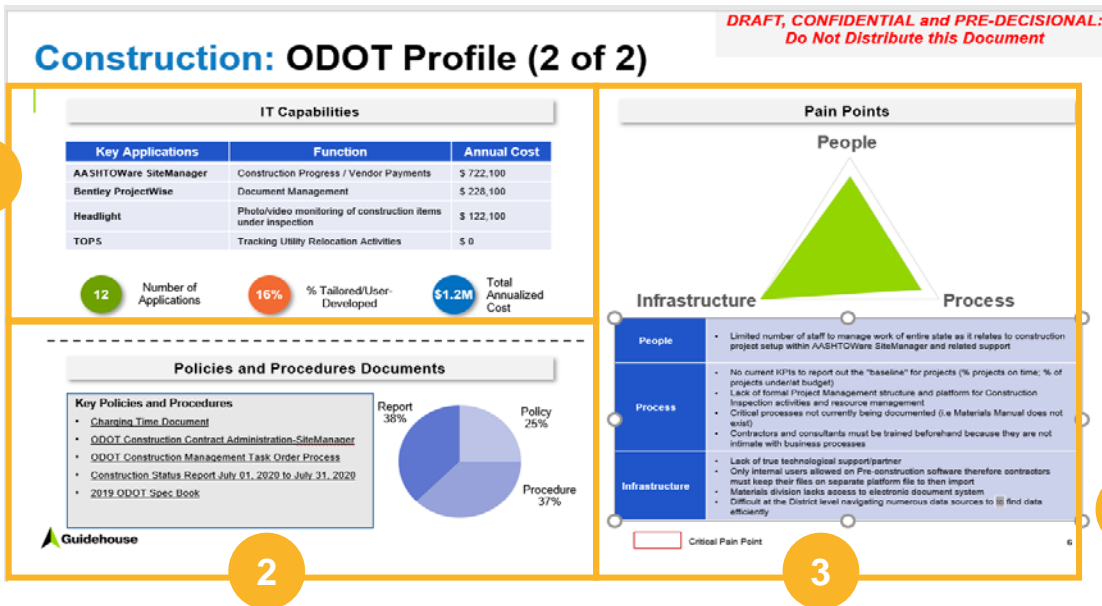 DRAFT, CONFIDENTIAL and PRE-DECISIONAL:
Do Not Distribute this Document
Construction: ODOT Profile (2 of 2)
IT Capabilities
Key Applications Function Annual Cost
AASHTOWare SiteManager Construction Progress / Vendor Payments $ 722,100
Bentley ProjectWise Document Management $ 228,100
Headlight Photo/video monitoring of construction items
under inspection $ 122,100
TOPS Tracking Utility Relocation Activities $ 0
12 Number of
Applications
16% % Tailored/User-
Developed
$1.2M Total
Annualized
Cost
Policies and Procedures Documents
Key Policies and Procedures
• Charging Time Document
• ODOT Construction Contract Administration-SiteManager
• ODOT Construction Management Task Order Process
• Construction Status Report July 01, 2020 to July 31, 2020
• 2019 ODOT Spec Book
Report
38%
Policy
25%
Procedure
37%
Guidehouse
2
Pain Points
People
Infrastructure
Process
People
• Limited number of staff to manage work of entire state as it relates to construction
project setup within AASHTOWare SiteManager and related support
Process
• No current KPIs to report out the "baseline" for projects (% projects on time; % of
projects under/at budget)
• Lack of formal Project Management structure and platform for Construction
Inspection activities and resource management
• Critical processes not currently being documented (i.e Materials Manual does not
exist)
• Contractors and consultants must be trained beforehand because they are not
intimate with business processes
Infrastructure
• Lack of true technological support/partner
• Only internal users allowed on Pre-construction software therefore contractors
must keep their files on separate platform file to then import
• Materials division lacks access to electronic document system
• Difficult at the District level navigating numerous data sources to to find data
efficiently
Critical Pain Point
6
3